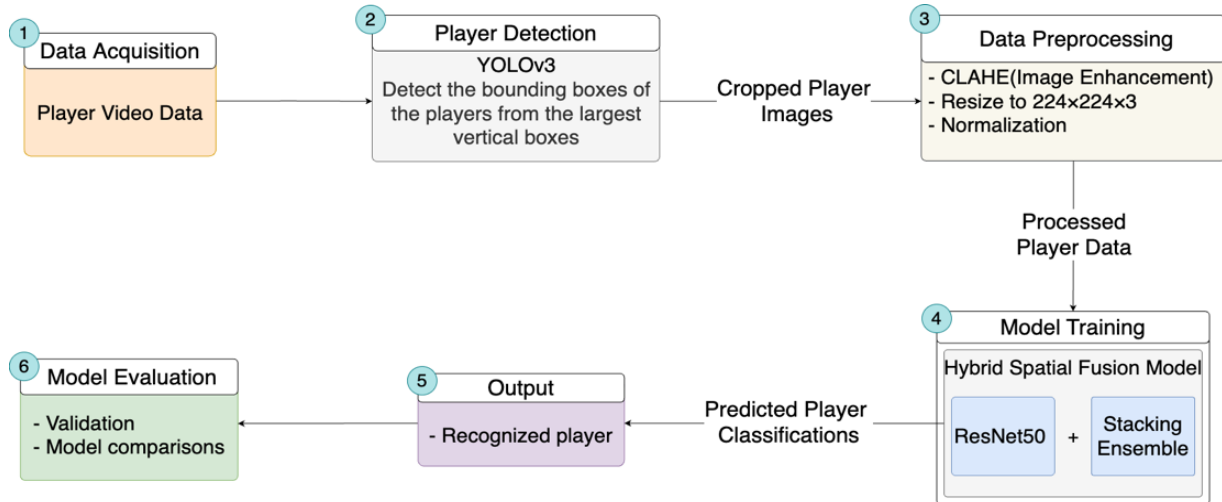 1
Data Acquisition
Player Video Data
2
Player Detection
YOLOv3
Detect the bounding boxes of
the players from the largest
vertical boxes
Cropped Player
Images
3
Data Preprocessing
- CLAHE(Image Enhancement)
- Resize to 224×224×3
- Normalization
Processed
Player Data
4
Model Training
Hybrid Spatial Fusion Model
ResNet50
+
Stacking
Ensemble
Predicted Player
Classifications
5
Output
- Recognized player
6
Model Evaluation
- Validation
- Model comparisons